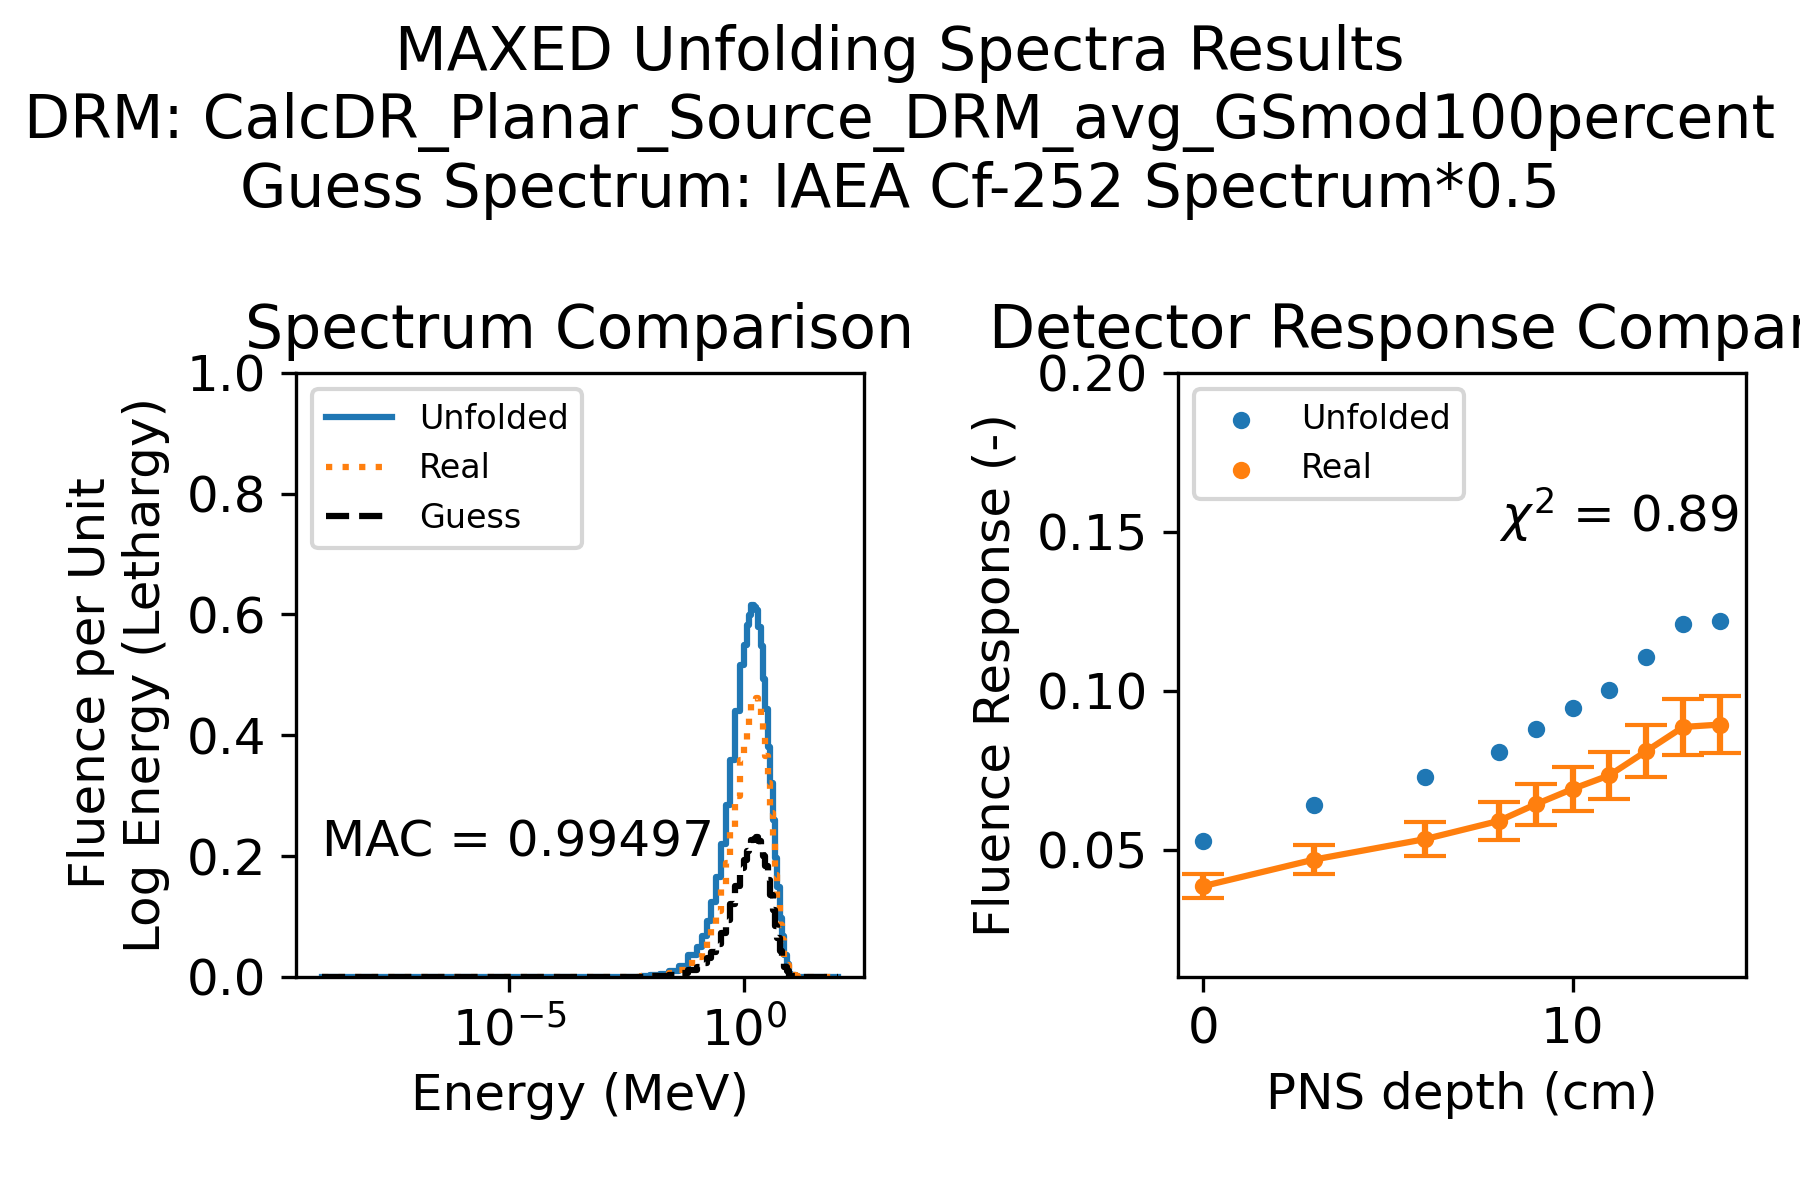 MAXED Unfolding Spectra Results
DRM: CalcDR_Planar_Source_DRM_avg_GSmod100percent
Guess Spectrum: IAEA Cf-252 Spectrum*0.5
Spectrum Comparison
Fluence per Unit
Log Energy (Lethargy)
1.0
0.8
0.6
0.4
0.2
0.0
Unfolded
Real
Guess
MAC = 0.99497
10⁻⁵
10⁰
Energy (MeV)
Detector Response Compar
Fluence Response (-)
0.20
0.15
0.10
0.05
Unfolded
Real
χ² = 0.89
0
10
PNS depth (cm)